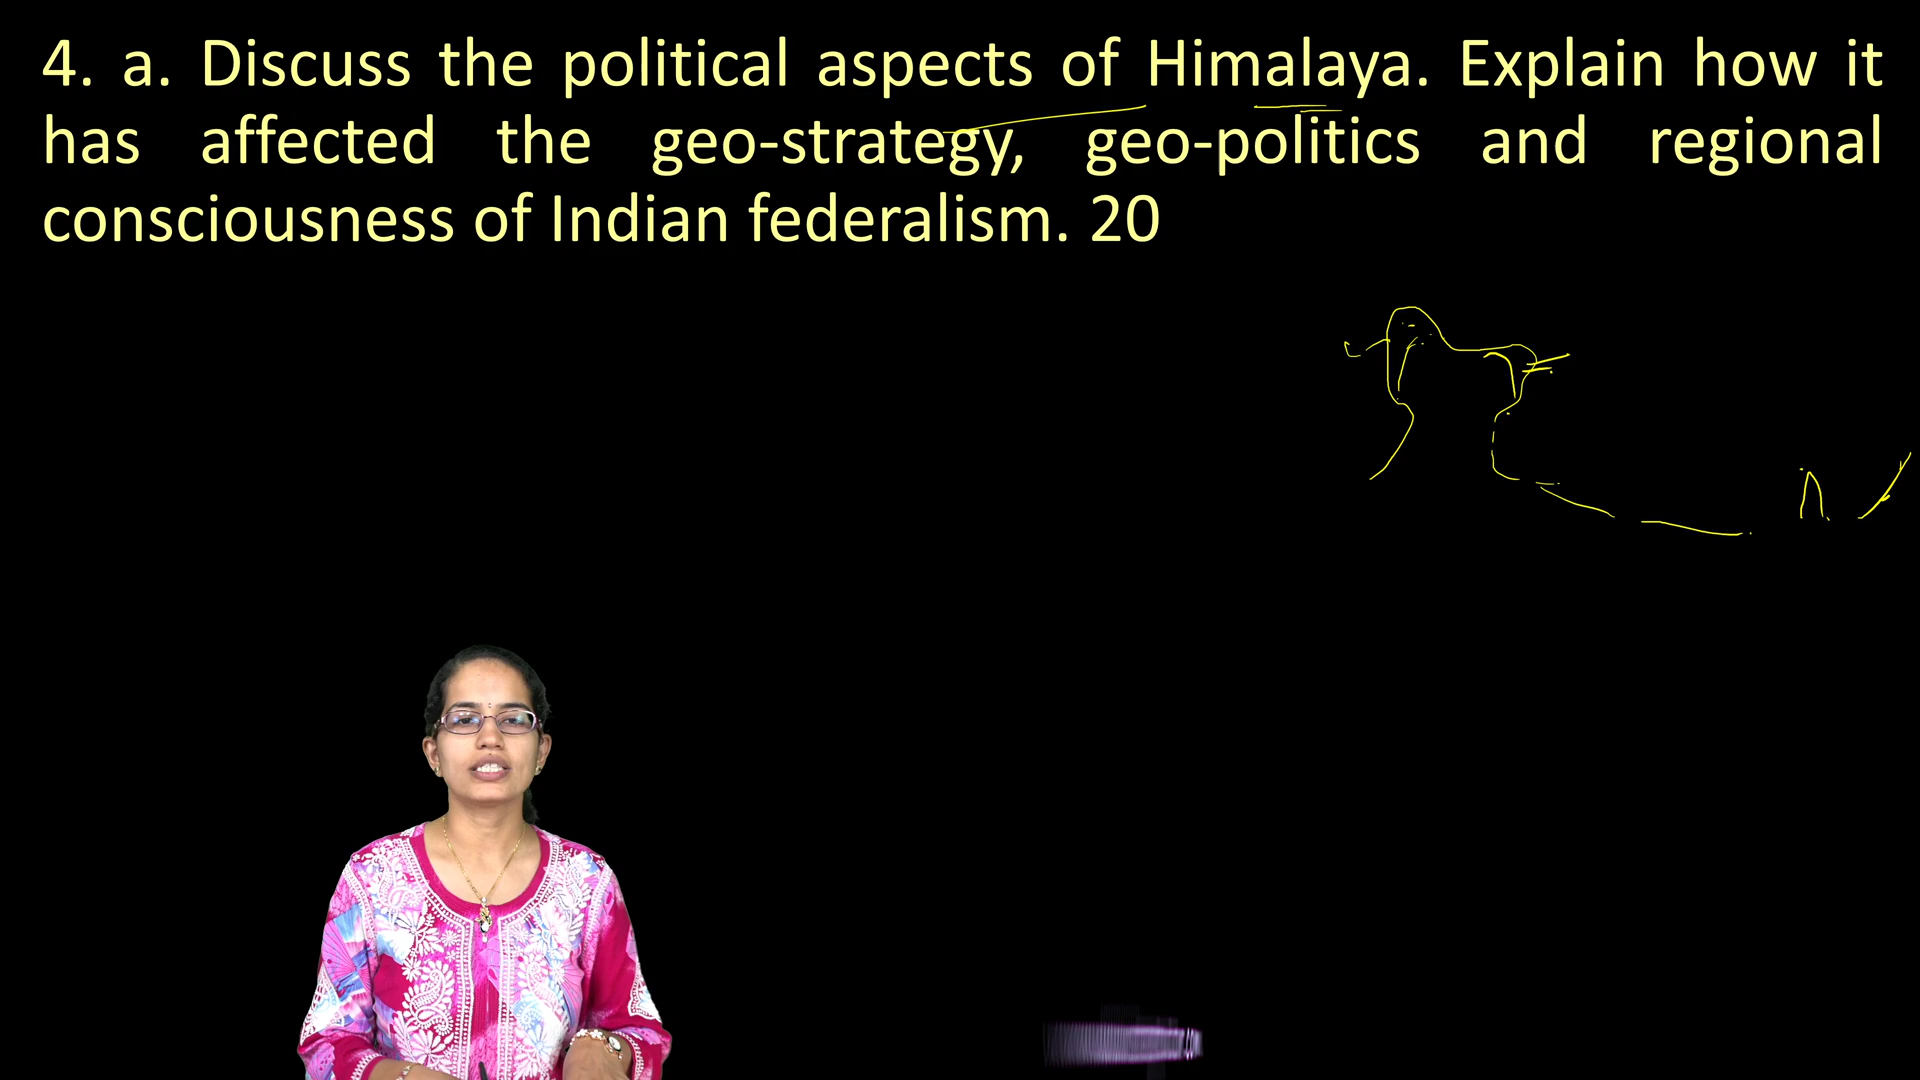 4. a. Discuss the political aspects of Himalaya. Explain how it
has affected the geo-strategy, geo-politics and regional
consciousness of Indian federalism. 20